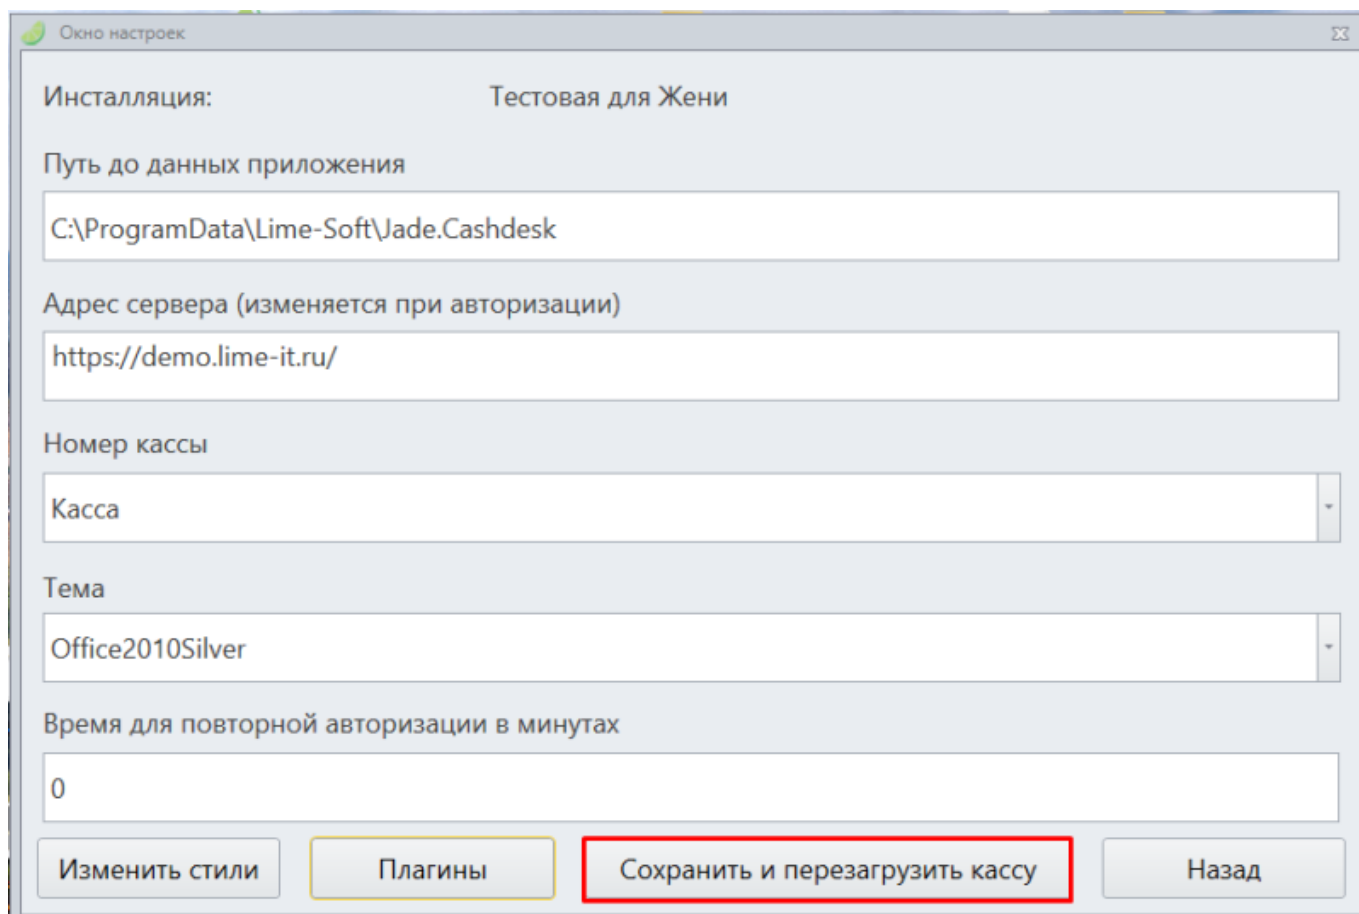 Окно настроек
Инсталляция: Тестовая для Жени
Путь до данных приложения
C:\ProgramData\Lime-Soft\Jade.Cashdesk
Адрес сервера (изменяется при авторизации)
https://demo.lime-it.ru/
Номер кассы
Касса
Тема
Office2010Silver
Время для повторной авторизации в минутах
0
Изменить стили Плагины Сохранить и перезагрузить кассу Назад